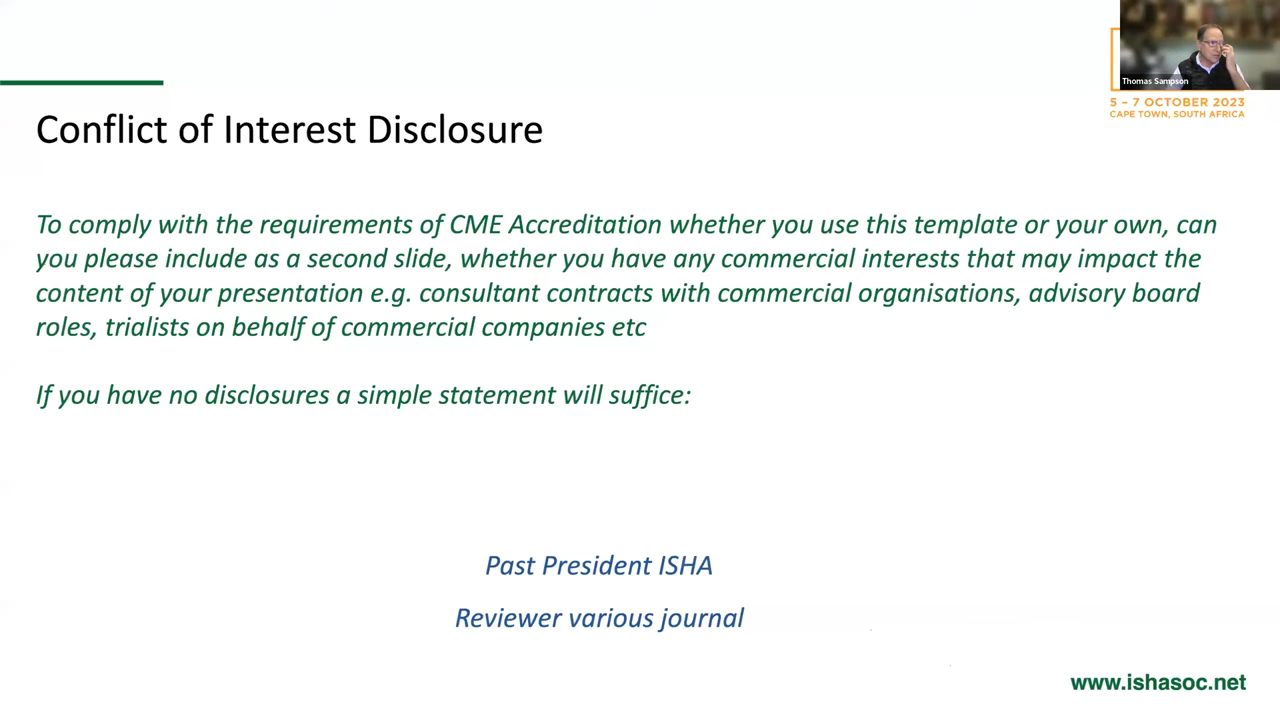 Thomas Sampson
5 – 7 OCTOBER 2023
CAPE TOWN, SOUTH AFRICA
Conflict of Interest Disclosure
To comply with the requirements of CME Accreditation whether you use this template or your own, can
you please include as a second slide, whether you have any commercial interests that may impact the
content of your presentation e.g. consultant contracts with commercial organisations, advisory board
roles, trialists on behalf of commercial companies etc
If you have no disclosures a simple statement will suffice:
Past President ISHA
Reviewer various journal
www.ishasoc.net